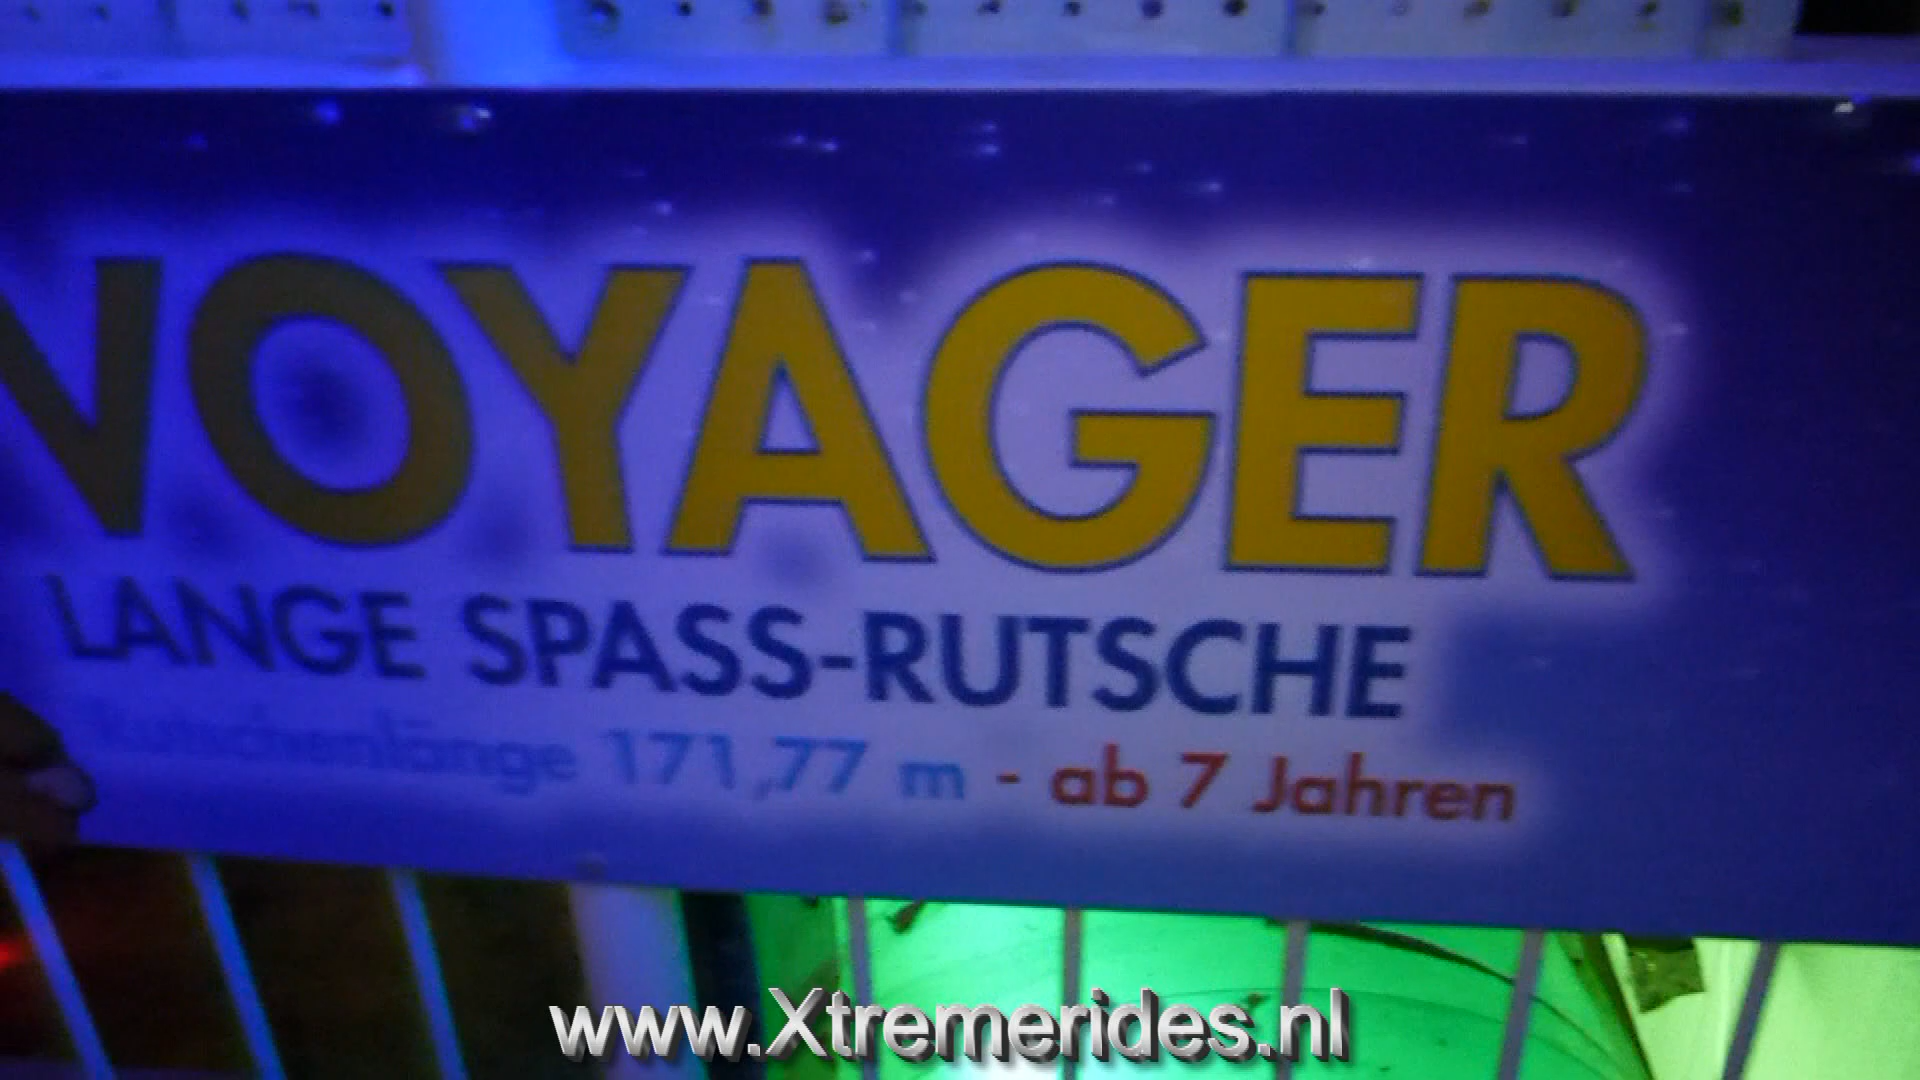 VOYAGER
LANGE SPASS-RUTSCHE
Rutschenlänge 171,77 m - ab 7 Jahren
www.Xtremerides.nl